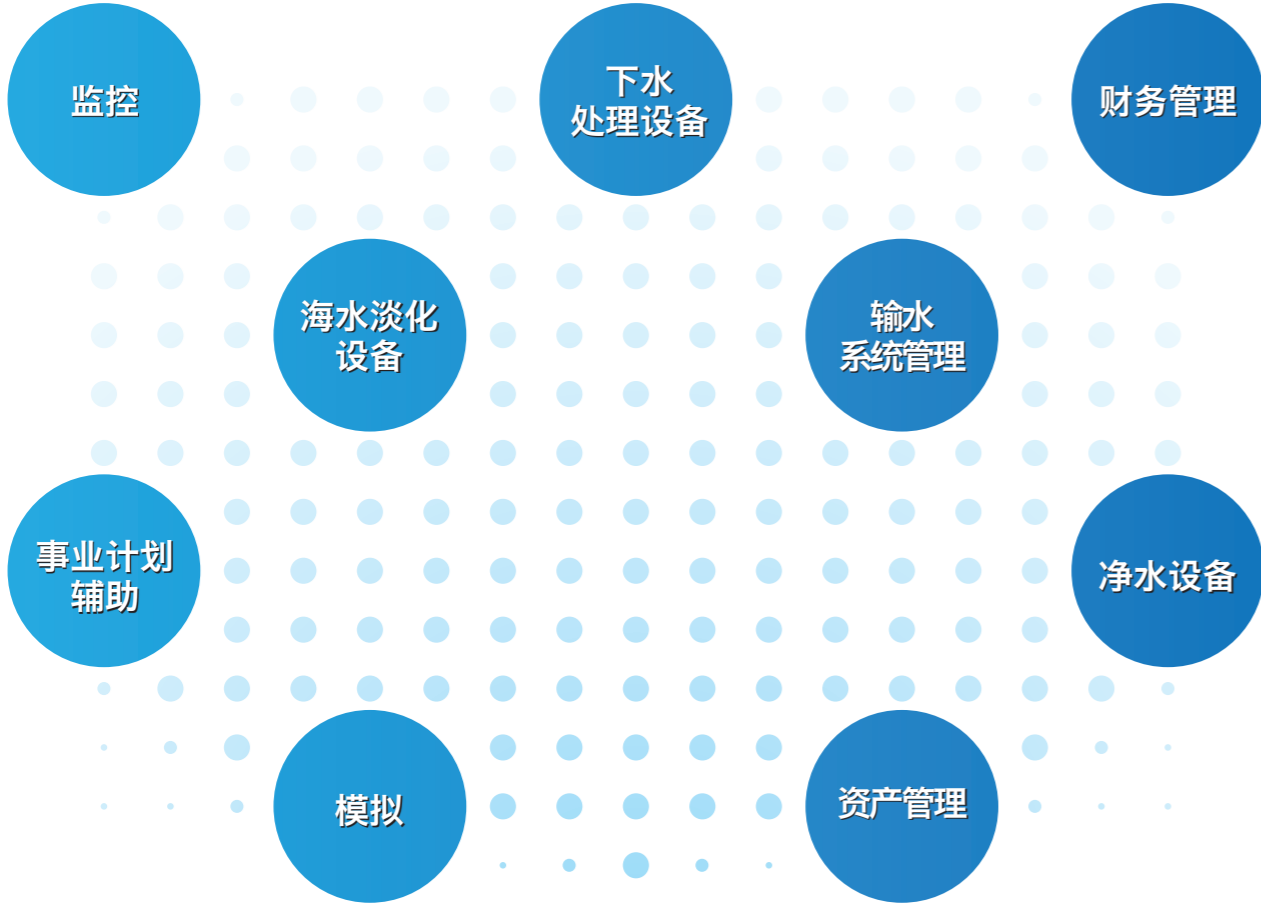 监控
下水
处理设备
财务管理
海水淡化
设备
输水
系统管理
事业计划
辅助
净水设备
模拟
资产管理